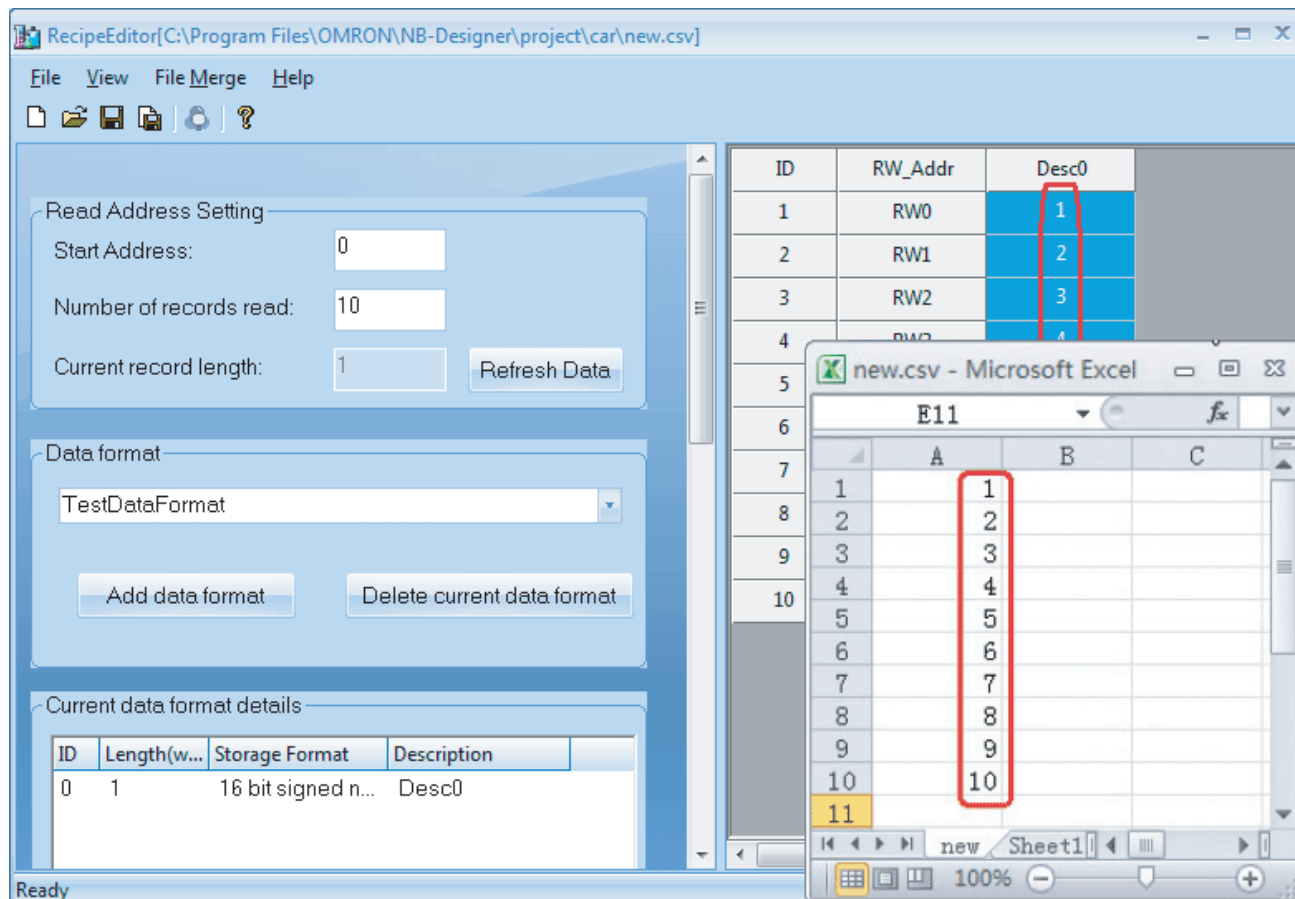 RecipeEditor[C:\Program Files\OMRON\NB-Designer\project\car\new.csv]
File View File Merge Help
Read Address Setting
Start Address: 0
Number of records read: 10
Current record length: 1 Refresh Data
Data format
TestDataFormat
Add data format Delete current data format
Current data format details
ID Length(w... Storage Format Description
0 1 16 bit signed n... Desc0
Ready
ID RW_Addr Desc0
1 RW0 1
2 RW1 2
3 RW2 3
4
5
6
7
8
9
10
new.csv - Microsoft Excel
E11 fx
A B C
1 1
2 2
3 3
4 4
5 5
6 6
7 7
8 8
9 9
10 10
11
new Sheet1
100%